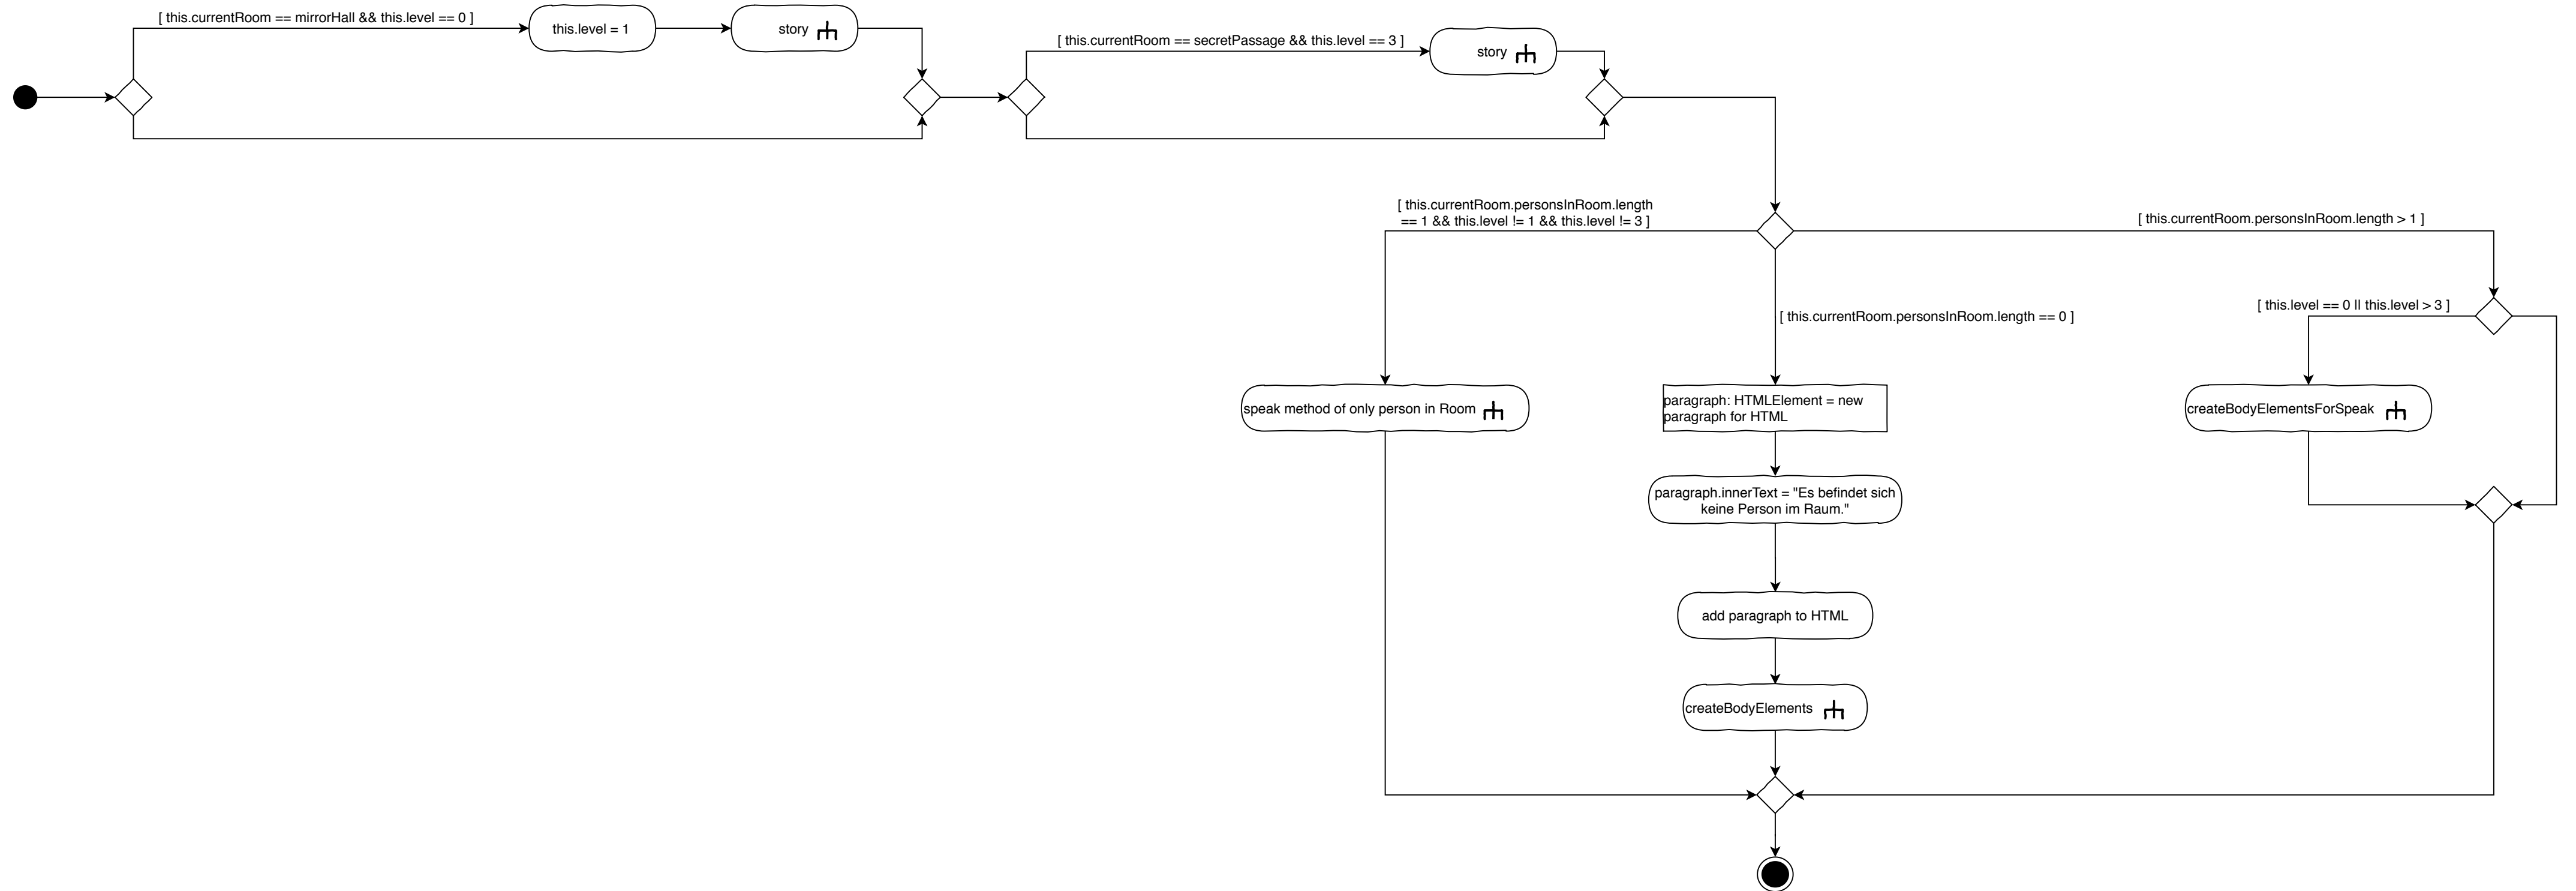 [ this.currentRoom == mirrorHall && this.level == 0 ]
this.level = 1
story
[ this.currentRoom == secretPassage && this.level == 3 ]
story
[ this.currentRoom.personsInRoom.length
== 1 && this.level != 1 && this.level != 3 ]
[ this.currentRoom.personsInRoom.length > 1 ]
[ this.level == 0 || this.level > 3 ]
[ this.currentRoom.personsInRoom.length == 0 ]
speak method of only person in Room
paragraph: HTMLElement = new
paragraph for HTML
createBodyElementsForSpeak
paragraph.innerText = "Es befindet sich
keine Person im Raum."
add paragraph to HTML
createBodyElements